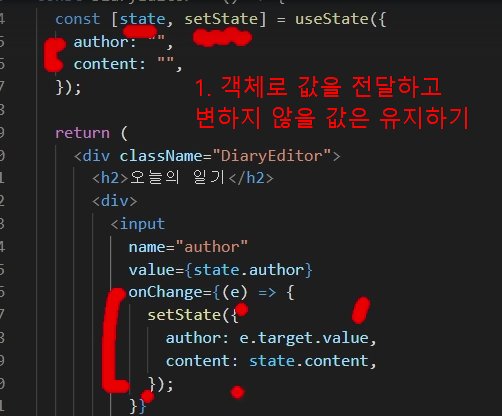 const [state, setState] = useState({
author: "",
content: "",
});
1. 객체로 값을 전달하고
변하지 않을 값은 유지하기
return (
<div className="DiaryEditor">
<h2>오늘의 일기</h2>
<div>
<input
name="author"
value={state.author}
onChange={(e) => {
setState({
author: e.target.value,
content: state.content,
});
}}